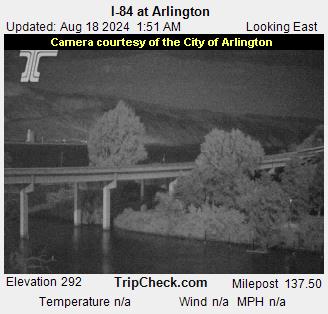 I-84 at Arlington
Updated: Aug 18 2024 1:51 AM Looking East
Camera courtesy of the City of Arlington
Elevation 292 TripCheck.com Milepost 137.50
Temperature n/a Wind n/a MPH n/a